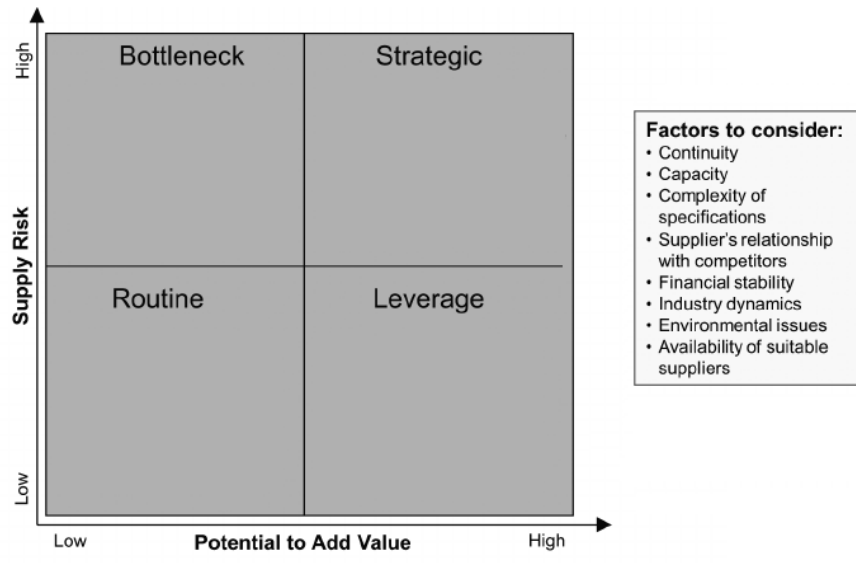 High
Bottleneck
Strategic
Supply Risk
Routine
Leverage
Low
Low
Potential to Add Value
High
Factors to consider:
• Continuity
• Capacity
• Complexity of
specifications
• Supplier's relationship
with competitors
• Financial stability
• Industry dynamics
• Environmental issues
• Availability of suitable
suppliers